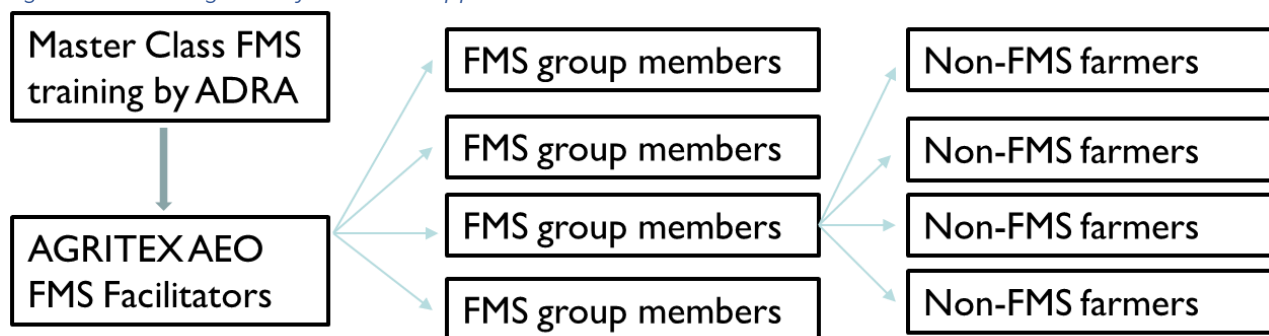 Master Class FMS
training by ADRA
AGRITEX AEO
FMS Facilitators
FMS group members
FMS group members
FMS group members
FMS group members
Non-FMS farmers
Non-FMS farmers
Non-FMS farmers
Non-FMS farmers